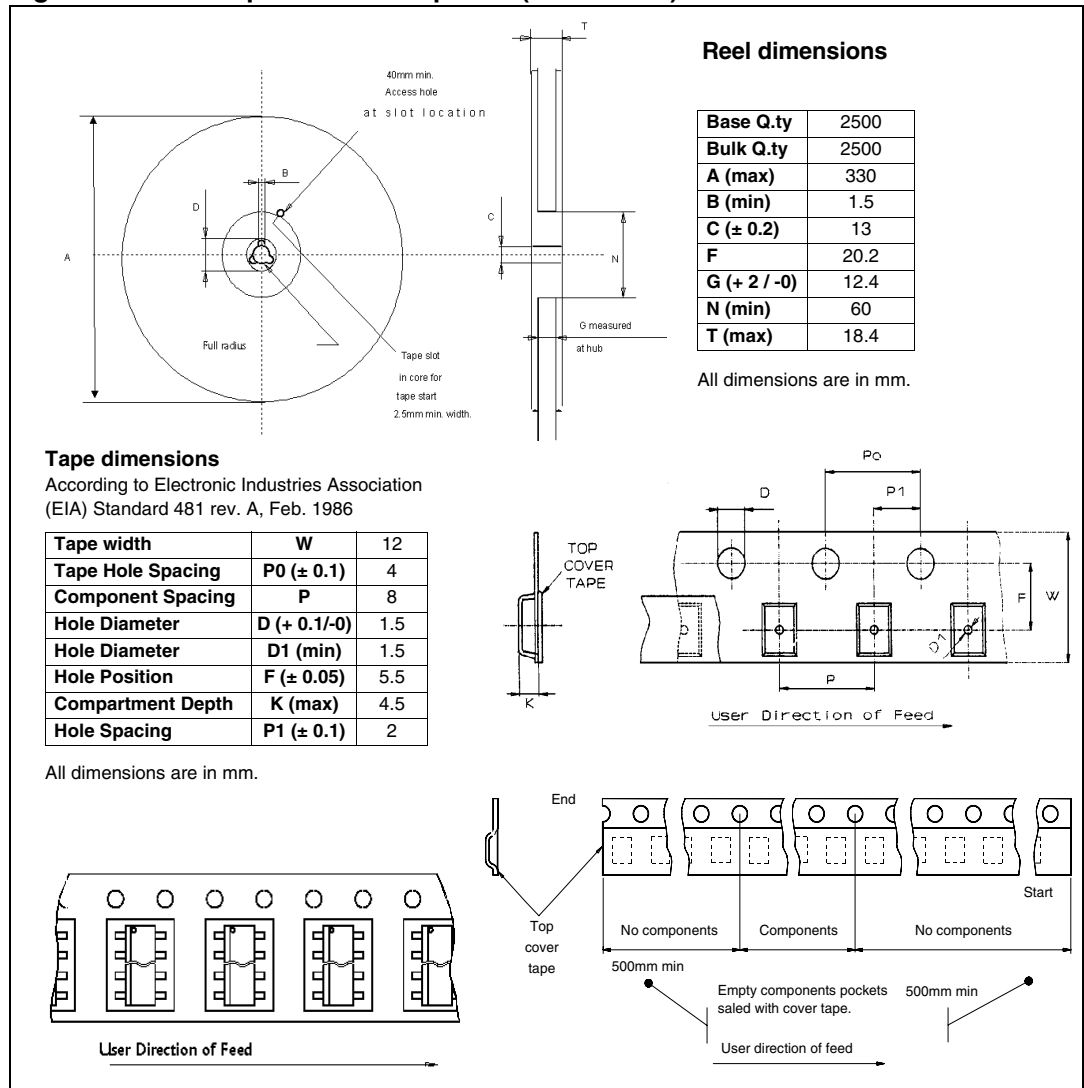 T
Reel dimensions
40mm min.
Access hole
at slot location
Base Q.ty 2500
Bulk Q.ty 2500
A (max) 330
B (min) 1.5
C (± 0.2) 13
F 20.2
G (+ 2 / -0) 12.4
N (min) 60
T (max) 18.4
All dimensions are in mm.
B
D
C
A
N
G measured
at hub
Full radius
Tape slot
in core for
tape start
2.5mm min. width.
Tape dimensions
According to Electronic Industries Association
(EIA) Standard 481 rev. A, Feb. 1986
Tape width W 12
Tape Hole Spacing P0 (± 0.1) 4
Component Spacing P 8
Hole Diameter D (+ 0.1/-0) 1.5
Hole Diameter D1 (min) 1.5
Hole Position F (± 0.05) 5.5
Compartment Depth K (max) 4.5
Hole Spacing P1 (± 0.1) 2
All dimensions are in mm.
Po
D
P1
TOP
COVER
TAPE
F
W
D1
P
K
User Direction of Feed
End
Start
Top
cover
tape
No components
Components
No components
500mm min
Empty components pockets
saled with cover tape.
500mm min
User direction of feed
User Direction of Feed